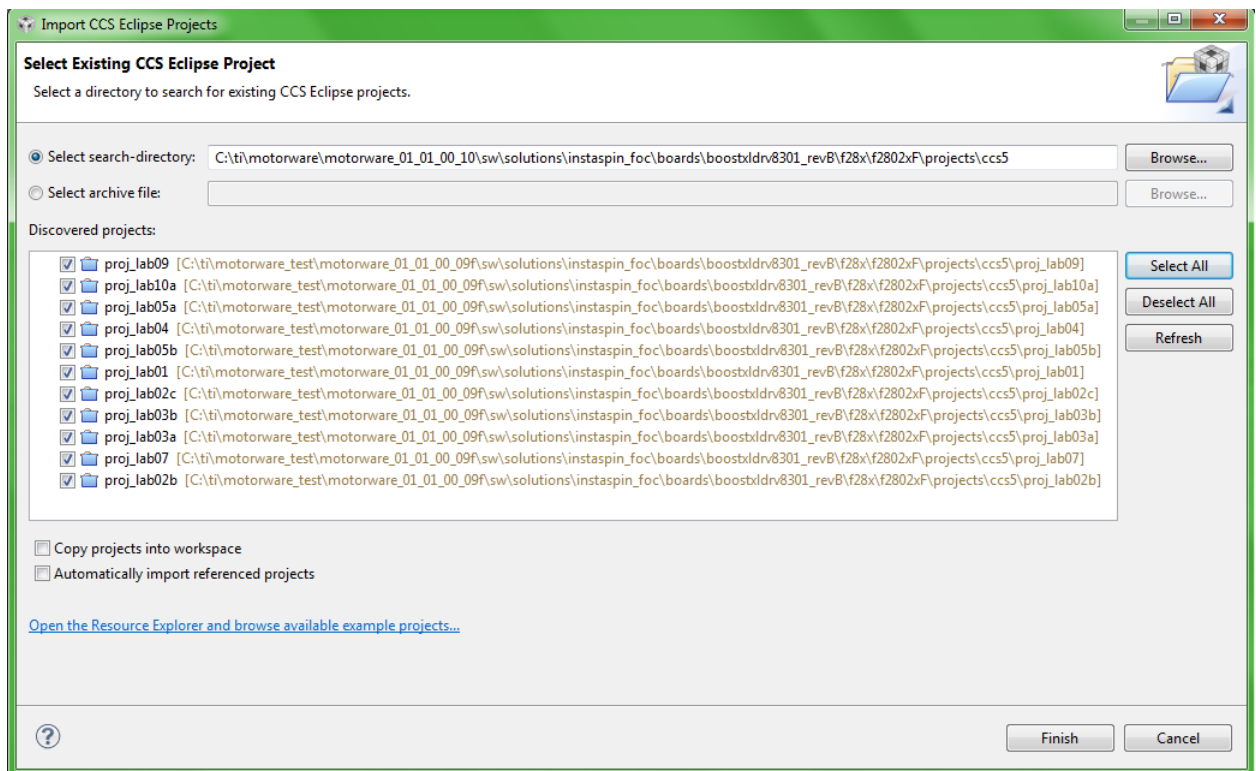 Import CCS Eclipse Projects
Select Existing CCS Eclipse Project
Select a directory to search for existing CCS Eclipse projects.
Select search-directory: C:\ti\motorware\motorware_01_01_00_10\sw\solutions\instaspin_foc\boards\boostxldrv8301_revB\f28x\f2802xF\projects\ccs5 Browse...
Select archive file: Browse...
Discovered projects:
proj_lab09 [C:\ti\motorware_test\motorware_01_01_00_09f\sw\solutions\instaspin_foc\boards\boostxldrv8301_revB\f28x\f2802xF\projects\ccs5\proj_lab09] Select All
proj_lab10a [C:\ti\motorware_test\motorware_01_01_00_09f\sw\solutions\instaspin_foc\boards\boostxldrv8301_revB\f28x\f2802xF\projects\ccs5\proj_lab10a]
proj_lab05a [C:\ti\motorware_test\motorware_01_01_00_09f\sw\solutions\instaspin_foc\boards\boostxldrv8301_revB\f28x\f2802xF\projects\ccs5\proj_lab05a] Deselect All
proj_lab04 [C:\ti\motorware_test\motorware_01_01_00_09f\sw\solutions\instaspin_foc\boards\boostxldrv8301_revB\f28x\f2802xF\projects\ccs5\proj_lab04] Refresh
proj_lab05b [C:\ti\motorware_test\motorware_01_01_00_09f\sw\solutions\instaspin_foc\boards\boostxldrv8301_revB\f28x\f2802xF\projects\ccs5\proj_lab05b]
proj_lab01 [C:\ti\motorware_test\motorware_01_01_00_09f\sw\solutions\instaspin_foc\boards\boostxldrv8301_revB\f28x\f2802xF\projects\ccs5\proj_lab01]
proj_lab02c [C:\ti\motorware_test\motorware_01_01_00_09f\sw\solutions\instaspin_foc\boards\boostxldrv8301_revB\f28x\f2802xF\projects\ccs5\proj_lab02c]
proj_lab03b [C:\ti\motorware_test\motorware_01_01_00_09f\sw\solutions\instaspin_foc\boards\boostxldrv8301_revB\f28x\f2802xF\projects\ccs5\proj_lab03b]
proj_lab03a [C:\ti\motorware_test\motorware_01_01_00_09f\sw\solutions\instaspin_foc\boards\boostxldrv8301_revB\f28x\f2802xF\projects\ccs5\proj_lab03a]
proj_lab07 [C:\ti\motorware_test\motorware_01_01_00_09f\sw\solutions\instaspin_foc\boards\boostxldrv8301_revB\f28x\f2802xF\projects\ccs5\proj_lab07]
proj_lab02b [C:\ti\motorware_test\motorware_01_01_00_09f\sw\solutions\instaspin_foc\boards\boostxldrv8301_revB\f28x\f2802xF\projects\ccs5\proj_lab02b]
Copy projects into workspace
Automatically import referenced projects
Open the Resource Explorer and browse available example projects...
? Finish Cancel